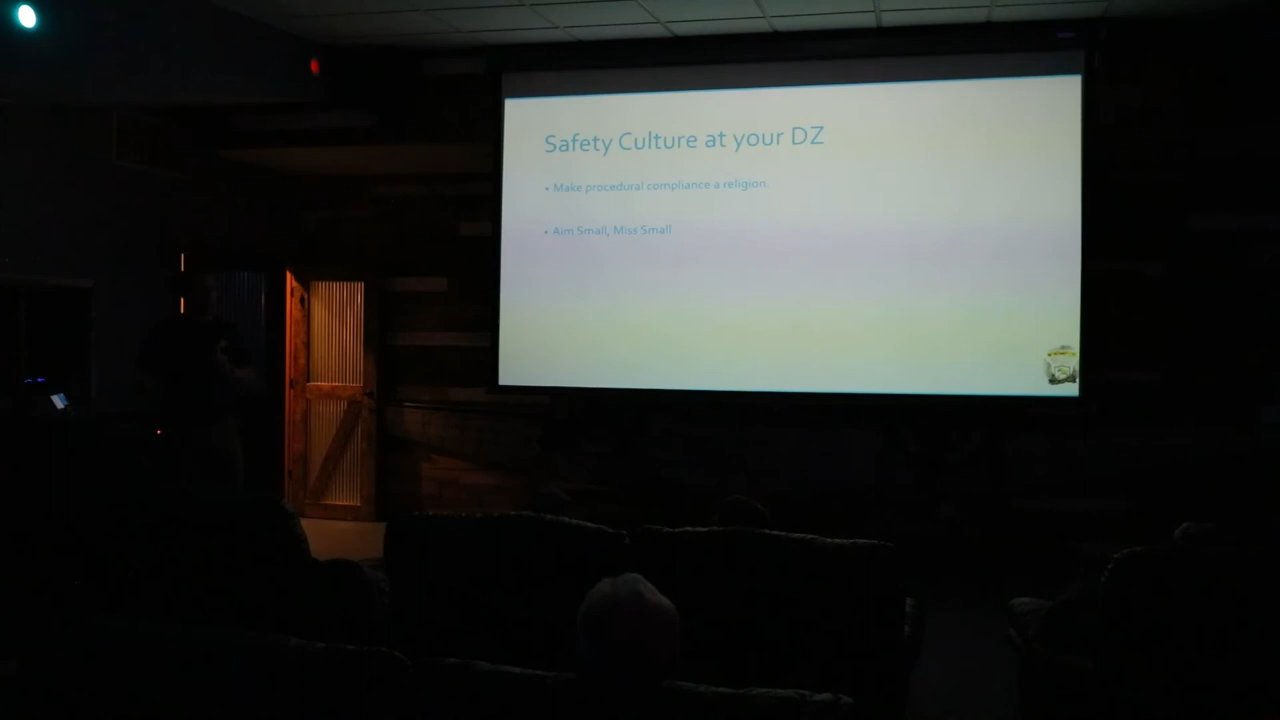 Safety Culture at your DZ
• Make procedural compliance a religion.
• Aim Small, Miss Small